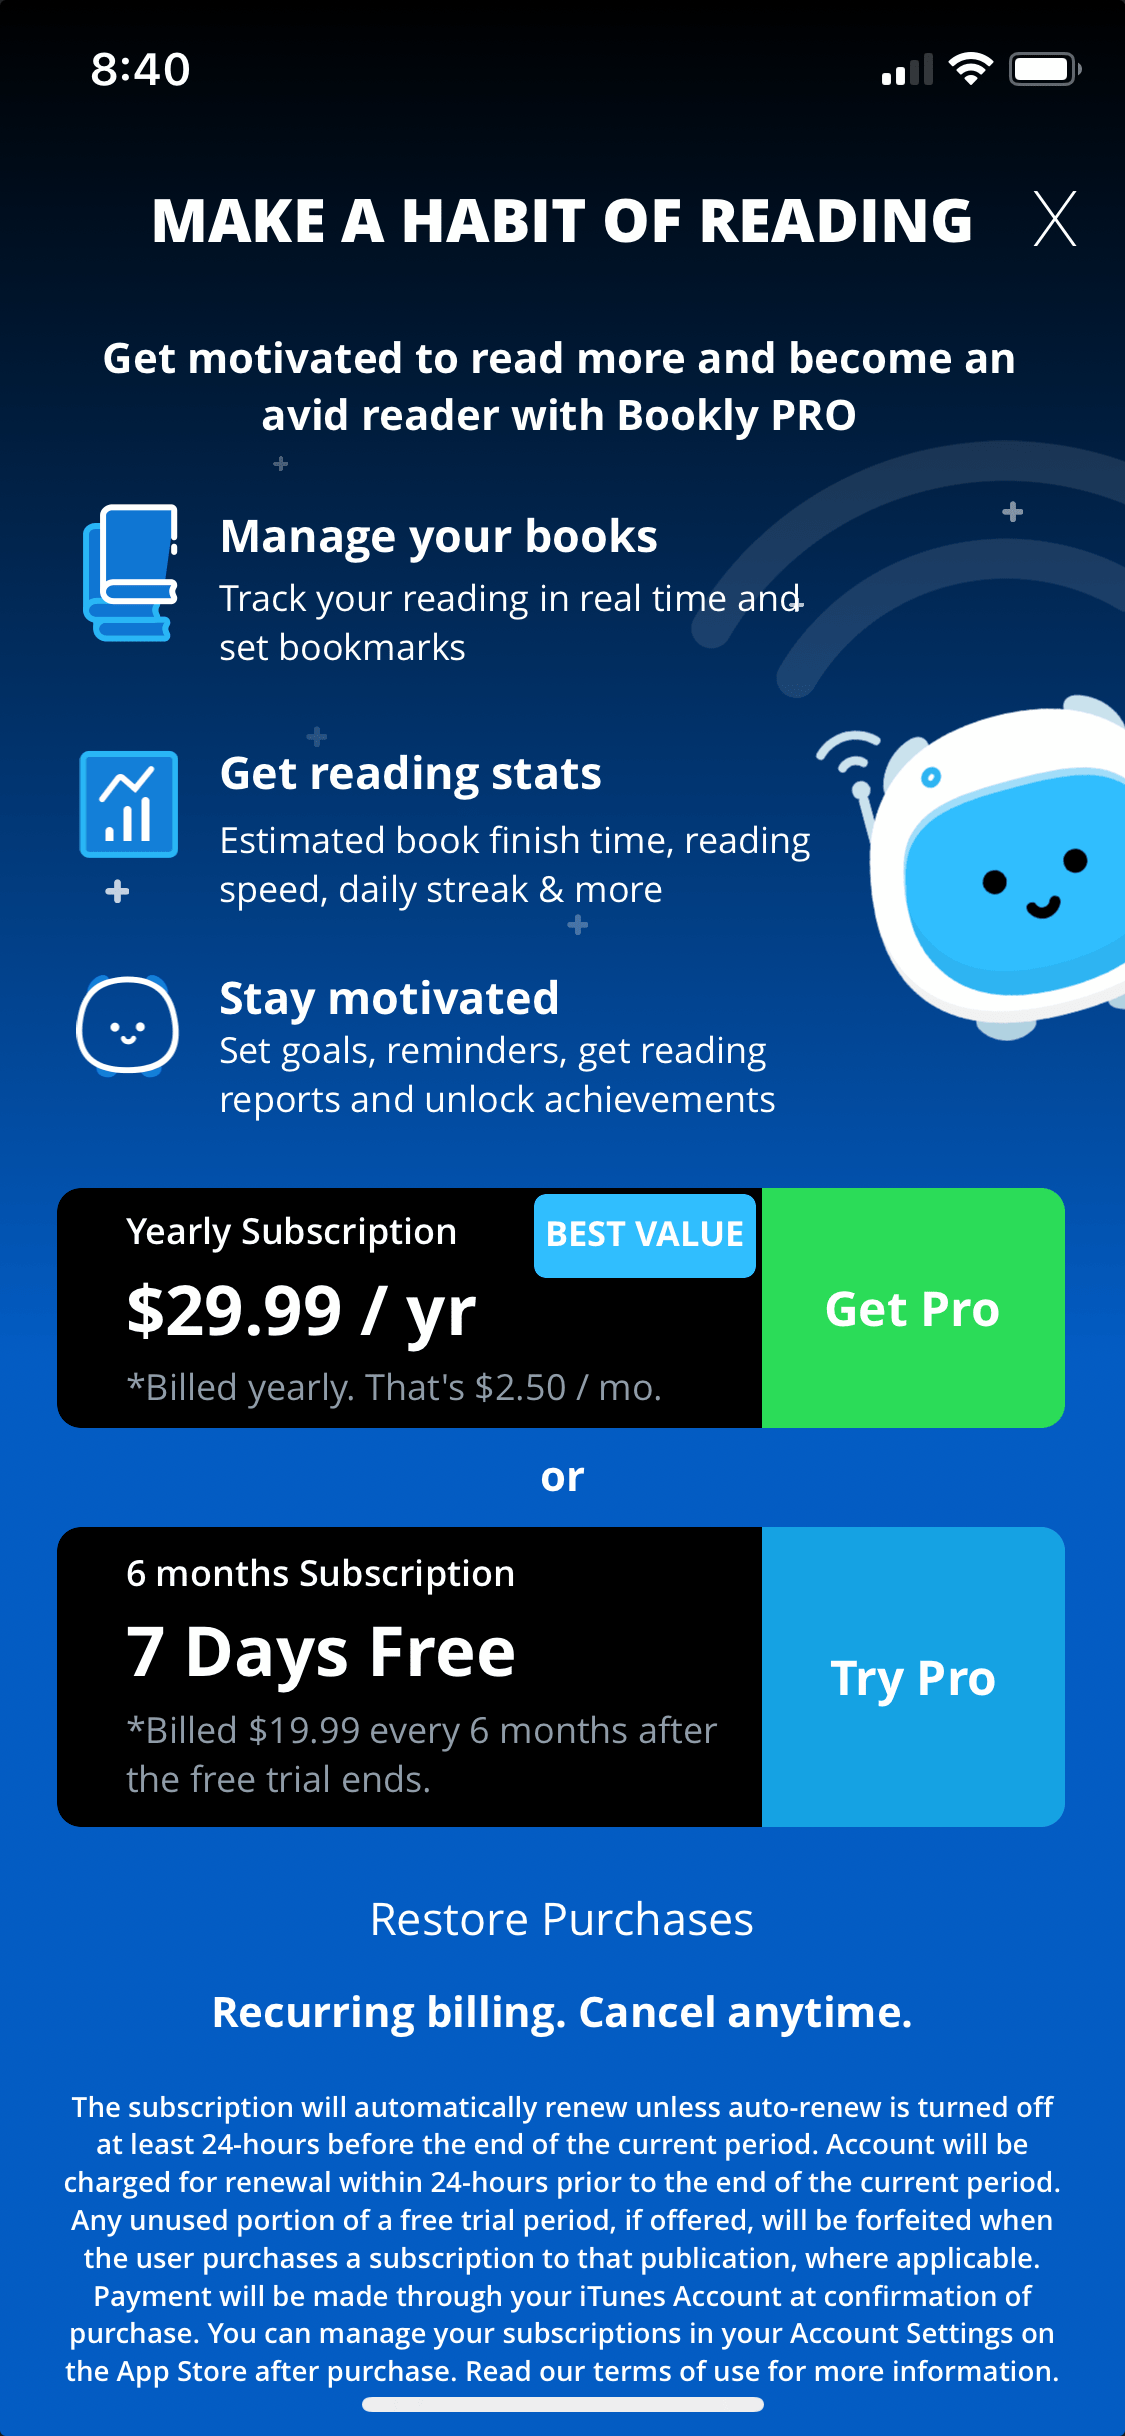 8:40
MAKE A HABIT OF READING
X
Get motivated to read more and become an
avid reader with Bookly PRO
Manage your books
Track your reading in real time and
set bookmarks
Get reading stats
Estimated book finish time, reading
speed, daily streak & more
Stay motivated
Set goals, reminders, get reading
reports and unlock achievements
Yearly Subscription
BEST VALUE
$29.99 / yr
*Billed yearly. That's $2.50 / mo.
Get Pro
or
6 months Subscription
7 Days Free
*Billed $19.99 every 6 months after
the free trial ends.
Try Pro
Restore Purchases
Recurring billing. Cancel anytime.
The subscription will automatically renew unless auto-renew is turned off
at least 24-hours before the end of the current period. Account will be
charged for renewal within 24-hours prior to the end of the current period.
Any unused portion of a free trial period, if offered, will be forfeited when
the user purchases a subscription to that publication, where applicable.
Payment will be made through your iTunes Account at confirmation of
purchase. You can manage your subscriptions in your Account Settings on
the App Store after purchase. Read our terms of use for more information.